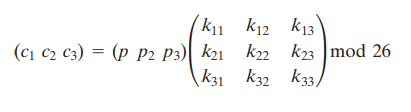 (c₁ c₂ c₃) = (p p₂ p₃)(k₁₁ k₁₂ k₁₃
k₂₁ k₂₂ k₂₃
k₃₁ k₃₂ k₃₃) mod 26